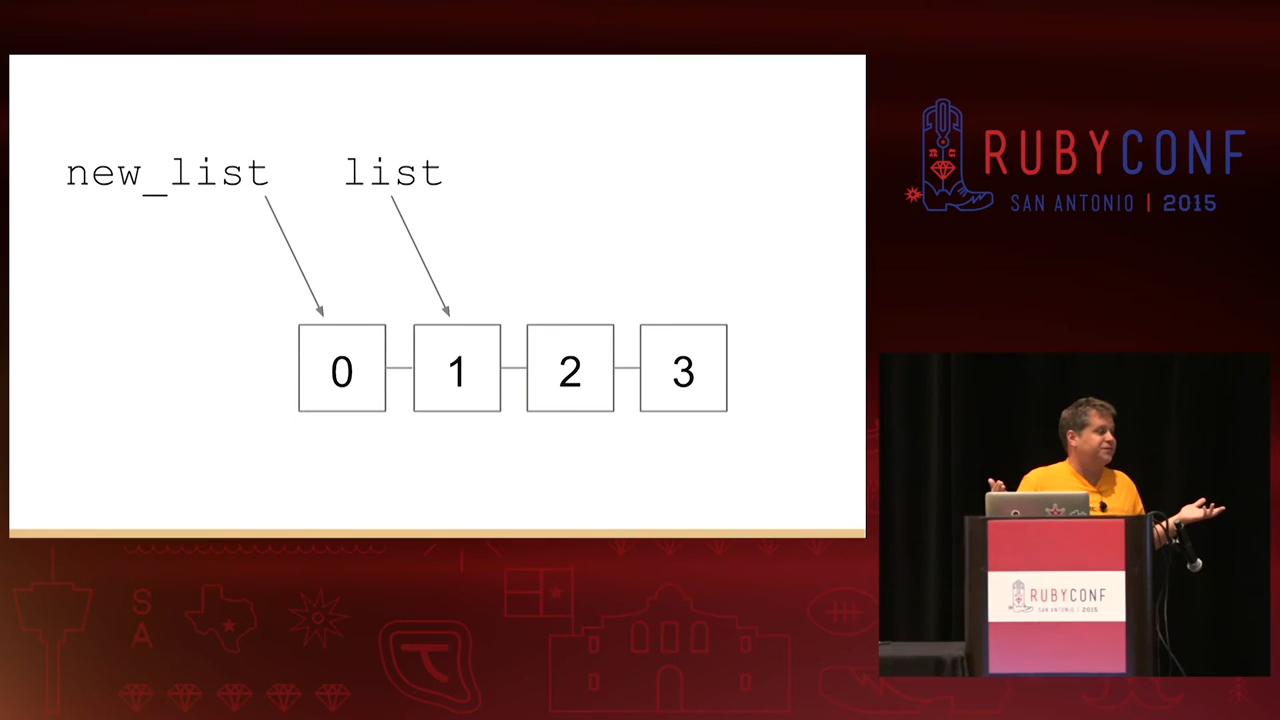 new_list list
0 1 2 3
RUBYCONF
SAN ANTONIO | 2015
S
A
RUBYCONF
SAN ANTONIO | 2015